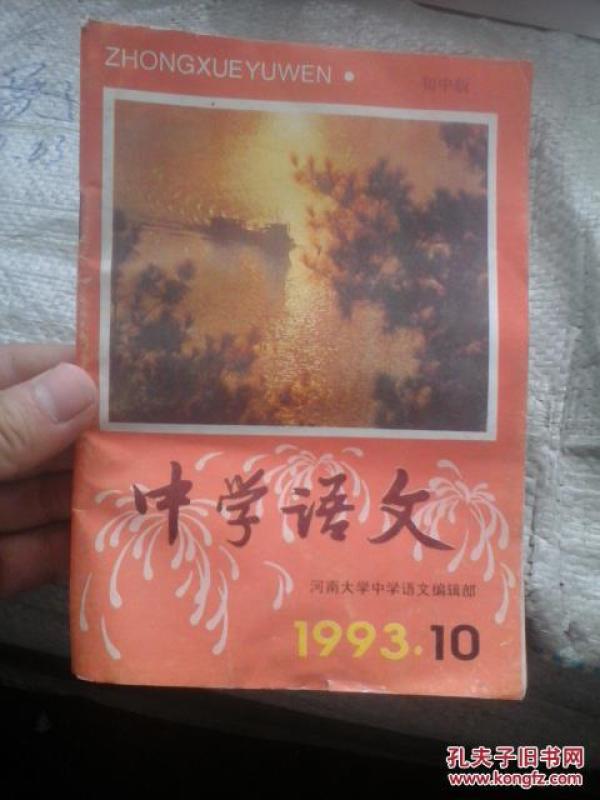 ZHONGXUEYUWEN •
初中版
中学语文
河南大学中学语文编辑部
1993.10
孔夫子旧书网
www.kongfz.com